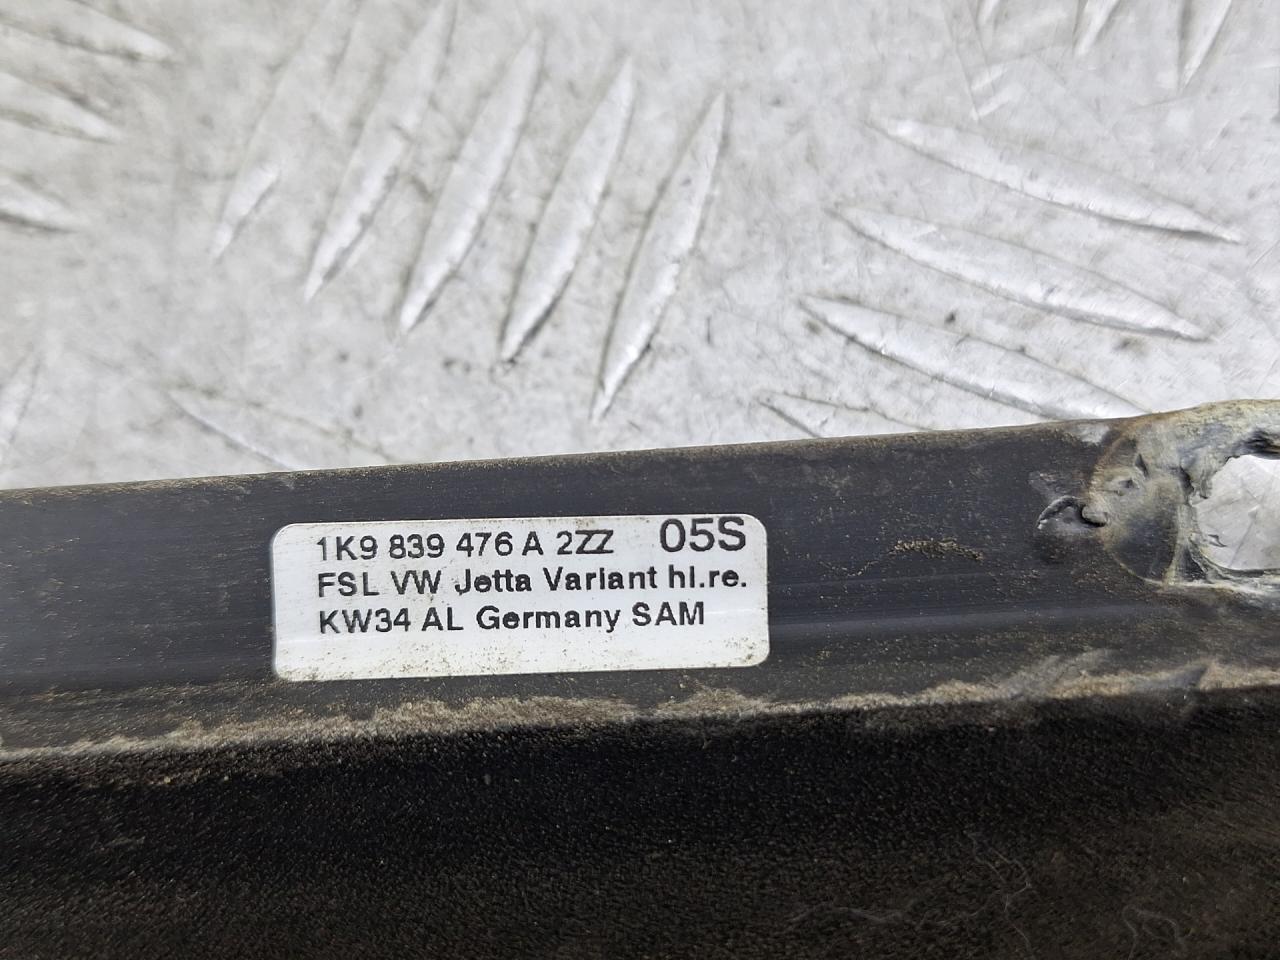 1K9 839 476 A 2ZZ 05S
FSL VW Jetta Variant hl.re.
KW34 AL Germany SAM